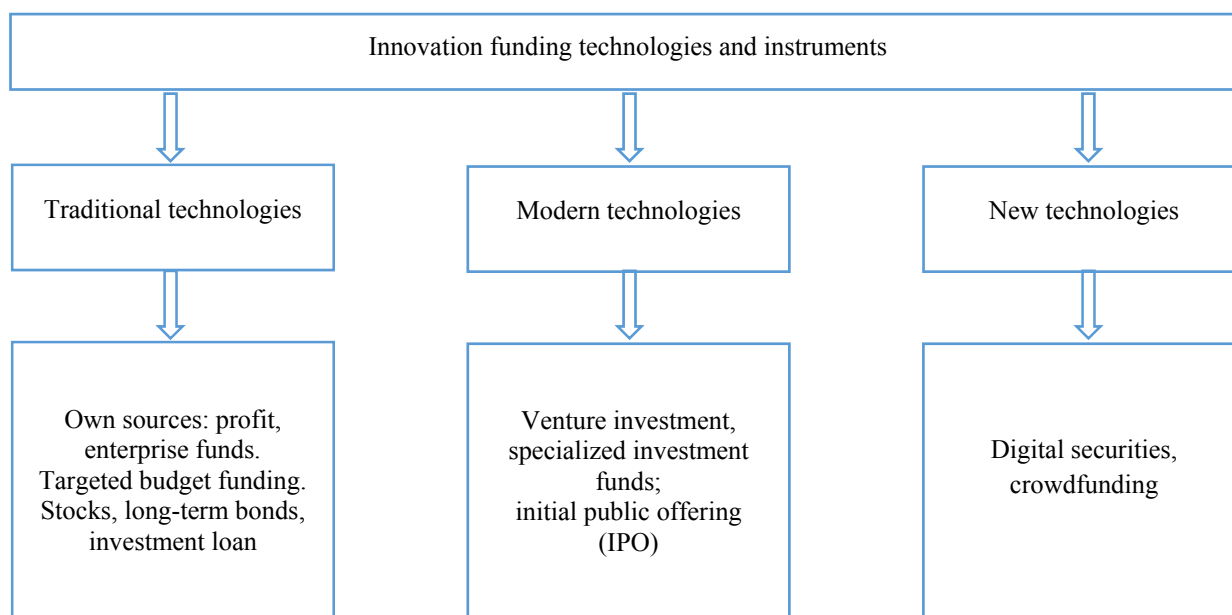 Innovation funding technologies and instruments
Traditional technologies
Modern technologies
New technologies
Own sources: profit,
enterprise funds.
Targeted budget funding.
Stocks, long-term bonds,
investment loan
Venture investment,
specialized investment
funds;
initial public offering
(IPO)
Digital securities,
crowdfunding